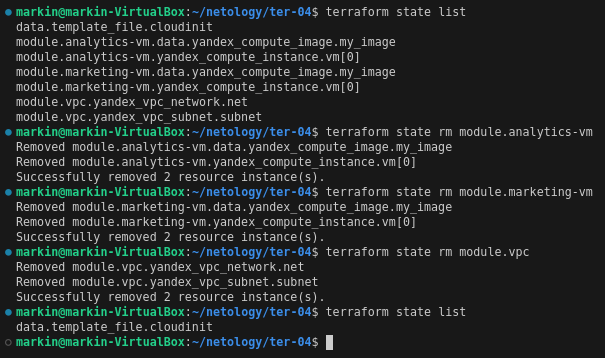 markin@markin-VirtualBox:~/netology/ter-04$ terraform state list
data.template_file.cloudinit
module.analytics-vm.data.yandex_compute_image.my_image
module.analytics-vm.yandex_compute_instance.vm[0]
module.marketing-vm.data.yandex_compute_image.my_image
module.marketing-vm.yandex_compute_instance.vm[0]
module.vpc.yandex_vpc_network.net
module.vpc.yandex_vpc_subnet.subnet
markin@markin-VirtualBox:~/netology/ter-04$ terraform state rm module.analytics-vm
Removed module.analytics-vm.data.yandex_compute_image.my_image
Removed module.analytics-vm.yandex_compute_instance.vm[0]
Successfully removed 2 resource instance(s).
markin@markin-VirtualBox:~/netology/ter-04$ terraform state rm module.marketing-vm
Removed module.marketing-vm.data.yandex_compute_image.my_image
Removed module.marketing-vm.yandex_compute_instance.vm[0]
Successfully removed 2 resource instance(s).
markin@markin-VirtualBox:~/netology/ter-04$ terraform state rm module.vpc
Removed module.vpc.yandex_vpc_network.net
Removed module.vpc.yandex_vpc_subnet.subnet
Successfully removed 2 resource instance(s).
markin@markin-VirtualBox:~/netology/ter-04$ terraform state list
data.template_file.cloudinit
markin@markin-VirtualBox:~/netology/ter-04$